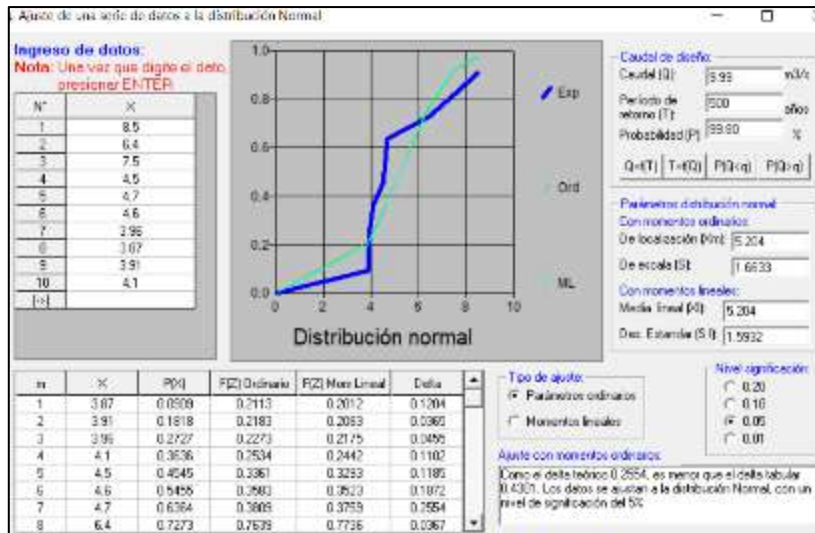 Ajuste de una serie de datos a la distribución Normal
Ingreso de datos:
Nota: Una vez que digite el dato,
presionar ENTER
N° X
1 8.5
2 6.4
3 7.5
4 4.5
5 4.7
6 4.6
7 3.96
8 3.87
9 3.91
10 4.1
1.0
0.8
0.6
0.4
0.2
0.0
0 2 4 6 8 10
Exp
Ord
ML
Distribución normal
Caudal de diseño:
Caudal (Q): 9.99 m3/s
Período de
retorno (T): 500 años
Probabilidad (P) 99.80 %
Q=f(T) T=f(Q) P(Q<q) P(Q>q)
Parámetros distribución normal
Con momentos ordinarios:
De localización (Xm): 5.204
De escala (S): 1.6633
Con momentos lineales:
Media lineal (Xl): 5.204
Des. Estandar (S l): 1.5932
m X P(X) F(Z) Ordinario F(Z) Mom Lineal Delta
1 3.87 0.0909 0.2113 0.2012 0.1204
2 3.91 0.1818 0.2183 0.2083 0.0365
3 3.96 0.2727 0.2273 0.2175 0.0455
4 4.1 0.3636 0.2534 0.2442 0.1102
5 4.5 0.4545 0.3361 0.3293 0.1185
6 4.6 0.5455 0.3583 0.3523 0.1872
7 4.7 0.6364 0.3809 0.3759 0.2554
8 6.4 0.7273 0.7639 0.7736 0.0367
Tipo de ajuste:
Parámetros ordinarios
Momentos lineales
Nivel significación:
0.20
0.10
0.05
0.01
Ajuste con momentos ordinarios:
Como el delta teórico 0.2554, es menor que el delta tabular
0.4301. Los datos se ajustan a la distribución Normal, con un
nivel de significación del 5%